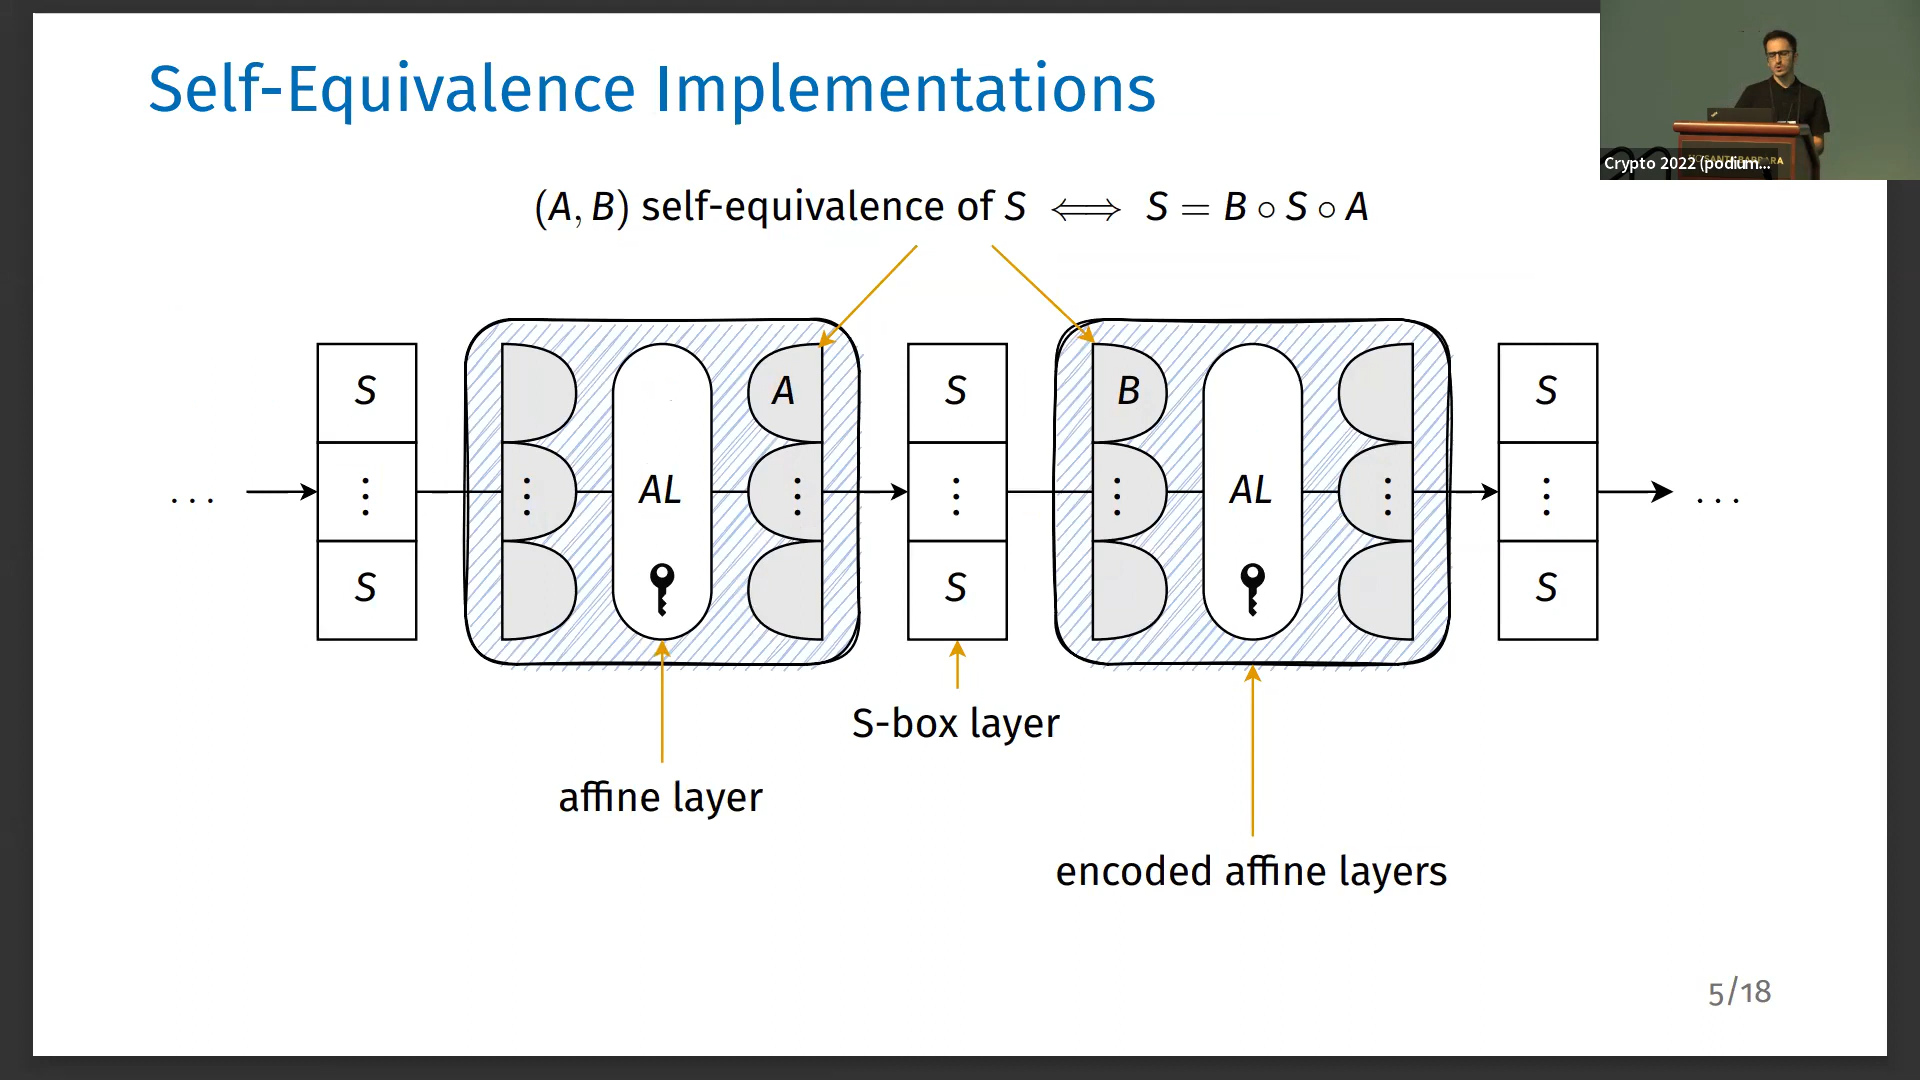 Self-Equivalence Implementations
Crypto 2022 (podium...
(A, B) self-equivalence of S ⟺ S = B ∘ S ∘ A
S
A
S
B
S
...
⋮
⋮
AL
⋮
⋮
⋮
AL
⋮
⋮
...
S
S
S
S-box layer
affine layer
encoded affine layers
5/18